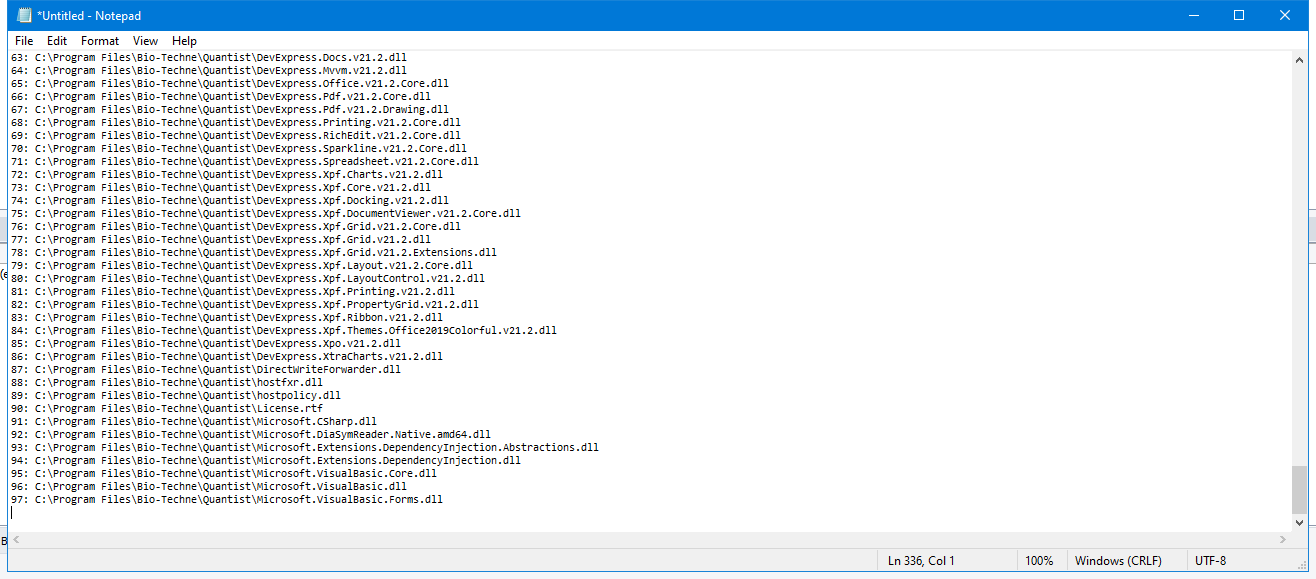 *Untitled - Notepad
File Edit Format View Help
63: C:\Program Files\Bio-Techne\Quantist\DevExpress.Docs.v21.2.dll
64: C:\Program Files\Bio-Techne\Quantist\DevExpress.Mvvm.v21.2.dll
65: C:\Program Files\Bio-Techne\Quantist\DevExpress.Office.v21.2.Core.dll
66: C:\Program Files\Bio-Techne\Quantist\DevExpress.Pdf.v21.2.Core.dll
67: C:\Program Files\Bio-Techne\Quantist\DevExpress.Pdf.v21.2.Drawing.dll
68: C:\Program Files\Bio-Techne\Quantist\DevExpress.Printing.v21.2.Core.dll
69: C:\Program Files\Bio-Techne\Quantist\DevExpress.RichEdit.v21.2.Core.dll
70: C:\Program Files\Bio-Techne\Quantist\DevExpress.Sparkline.v21.2.Core.dll
71: C:\Program Files\Bio-Techne\Quantist\DevExpress.Spreadsheet.v21.2.Core.dll
72: C:\Program Files\Bio-Techne\Quantist\DevExpress.Xpf.Charts.v21.2.dll
73: C:\Program Files\Bio-Techne\Quantist\DevExpress.Xpf.Core.v21.2.dll
74: C:\Program Files\Bio-Techne\Quantist\DevExpress.Xpf.Docking.v21.2.dll
75: C:\Program Files\Bio-Techne\Quantist\DevExpress.Xpf.DocumentViewer.v21.2.Core.dll
76: C:\Program Files\Bio-Techne\Quantist\DevExpress.Xpf.Grid.v21.2.Core.dll
77: C:\Program Files\Bio-Techne\Quantist\DevExpress.Xpf.Grid.v21.2.dll
78: C:\Program Files\Bio-Techne\Quantist\DevExpress.Xpf.Grid.v21.2.Extensions.dll
79: C:\Program Files\Bio-Techne\Quantist\DevExpress.Xpf.Layout.v21.2.Core.dll
80: C:\Program Files\Bio-Techne\Quantist\DevExpress.Xpf.LayoutControl.v21.2.dll
81: C:\Program Files\Bio-Techne\Quantist\DevExpress.Xpf.Printing.v21.2.dll
82: C:\Program Files\Bio-Techne\Quantist\DevExpress.Xpf.PropertyGrid.v21.2.dll
83: C:\Program Files\Bio-Techne\Quantist\DevExpress.Xpf.Ribbon.v21.2.dll
84: C:\Program Files\Bio-Techne\Quantist\DevExpress.Xpf.Themes.Office2019Colorful.v21.2.dll
85: C:\Program Files\Bio-Techne\Quantist\DevExpress.Xpo.v21.2.dll
86: C:\Program Files\Bio-Techne\Quantist\DevExpress.XtraCharts.v21.2.dll
87: C:\Program Files\Bio-Techne\Quantist\DirectWriteForwarder.dll
88: C:\Program Files\Bio-Techne\Quantist\hostfxr.dll
89: C:\Program Files\Bio-Techne\Quantist\hostpolicy.dll
90: C:\Program Files\Bio-Techne\Quantist\License.rtf
91: C:\Program Files\Bio-Techne\Quantist\Microsoft.CSharp.dll
92: C:\Program Files\Bio-Techne\Quantist\Microsoft.DiaSymReader.Native.amd64.dll
93: C:\Program Files\Bio-Techne\Quantist\Microsoft.Extensions.DependencyInjection.Abstractions.dll
94: C:\Program Files\Bio-Techne\Quantist\Microsoft.Extensions.DependencyInjection.dll
95: C:\Program Files\Bio-Techne\Quantist\Microsoft.VisualBasic.Core.dll
96: C:\Program Files\Bio-Techne\Quantist\Microsoft.VisualBasic.dll
97: C:\Program Files\Bio-Techne\Quantist\Microsoft.VisualBasic.Forms.dll
Ln 336, Col 1 100% Windows (CRLF) UTF-8